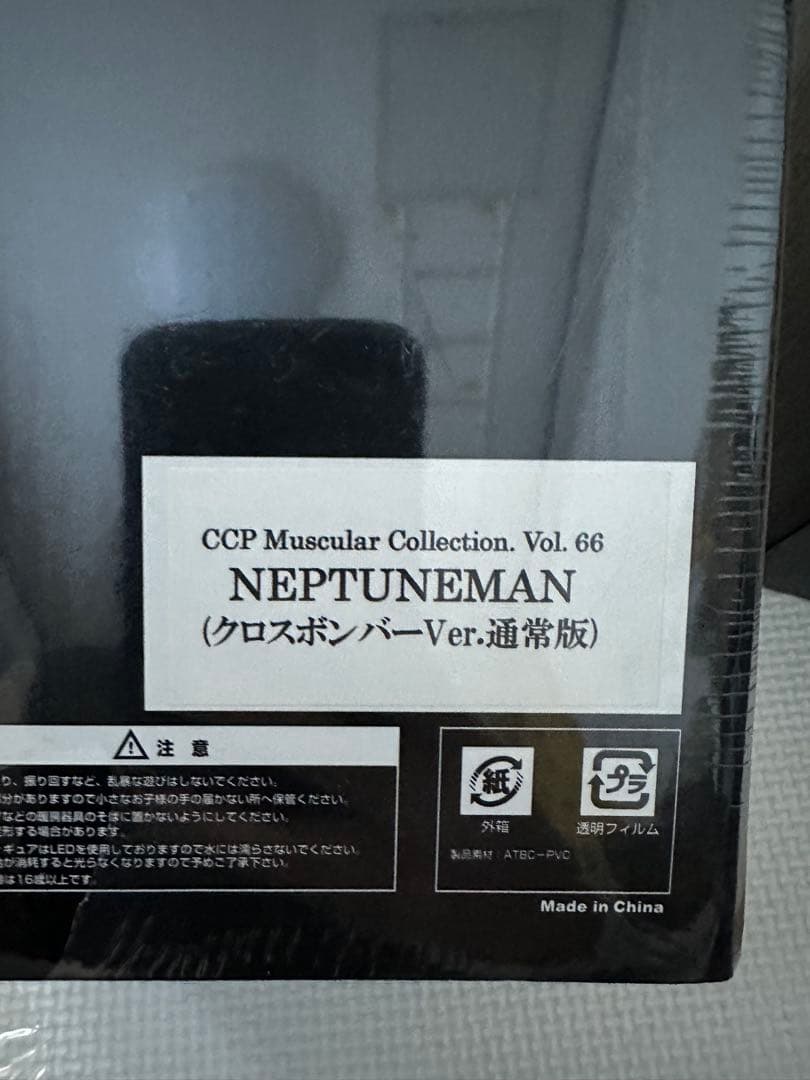 CCP Muscular Collection. Vol. 66
NEPTUNEMAN
(クロスボンバーVer.通常版)
注意
り、振り回すなど、乱暴な遊びはしないでください。
分がありますので小さなお子様の手の届かない所へ保管ください。
などの暖房器具のそばに置かないようにしてください。
形する場合があります。
ギュアはLEDを使用しておりますので水には濡らさないでください。
が消耗すると光らなくなりますので予めご了承下さい。
は16歳以上です。
紙
外箱
プラ
透明フィルム
製品素材：ATBC-PVC
Made in China